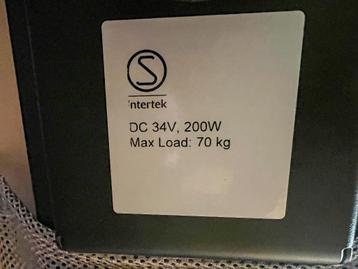 S
intertek
DC 34V, 200W
Max Load: 70 kg